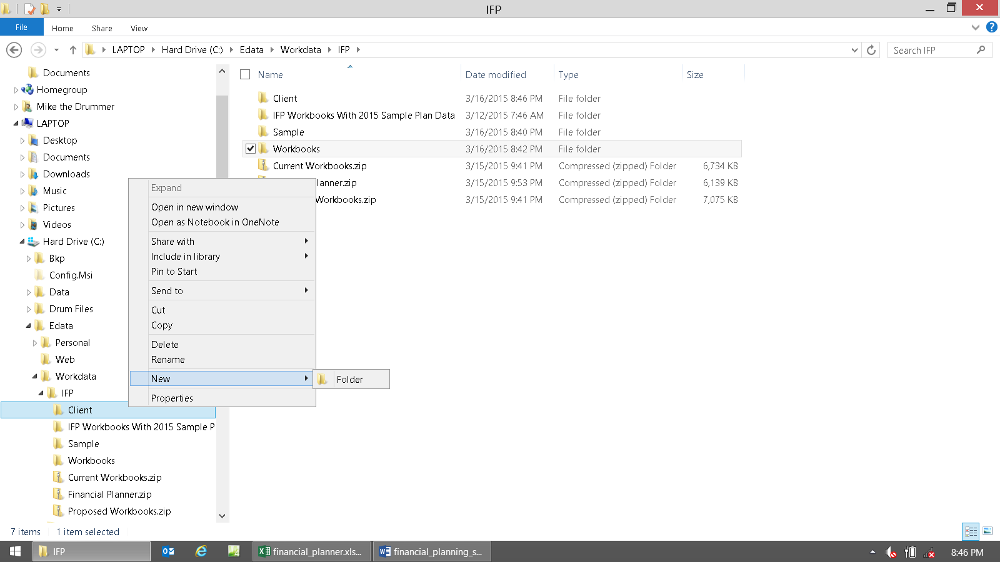 IFP
File Home Share View
LAPTOP Hard Drive (C:) Edata Workdata IFP Search IFP
Documents
Homegroup
Mike the Drummer
LAPTOP
Desktop
Documents
Downloads
Music
Pictures
Videos
Hard Drive (C:)
Bkp
Config.Msi
Data
Drum Files
Edata
Personal
Web
Workdata
IFP
Client
IFP Workbooks With 2015 Sample P
Sample
Workbooks
Current Workbooks.zip
Financial Planner.zip
Proposed Workbooks.zip
Name Date modified Type Size
Client 3/16/2015 8:46 PM File folder
IFP Workbooks With 2015 Sample Plan Data 3/12/2015 7:46 AM File folder
Sample 3/16/2015 8:40 PM File folder
Workbooks 3/16/2015 8:42 PM File folder
Current Workbooks.zip 3/15/2015 9:41 PM Compressed (zipped) Folder 6,734 KB
lanner.zip 3/15/2015 9:53 PM Compressed (zipped) Folder 6,139 KB
Workbooks.zip 3/15/2015 9:41 PM Compressed (zipped) Folder 7,075 KB
Expand
Open in new window
Open as Notebook in OneNote
Share with
Include in library
Pin to Start
Send to
Cut
Copy
Delete
Rename
New
Folder
Properties
7 items 1 item selected
IFP financial_planner.xls... financial_planning_s... 8:46 PM